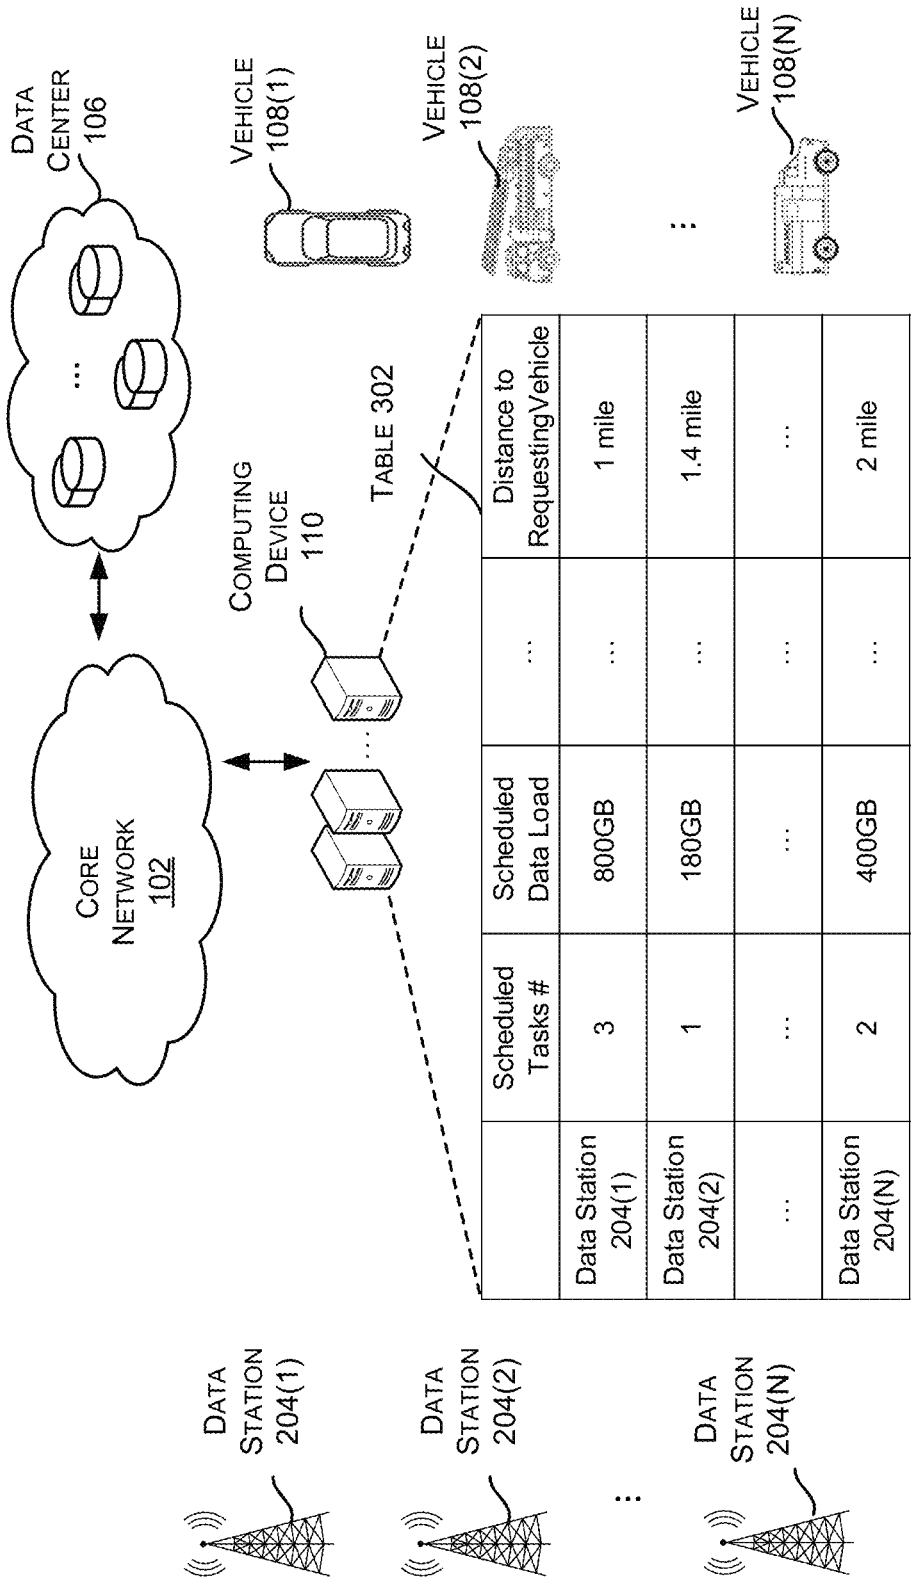 DATA
CENTER
106
CORE
NETWORK
102
COMPUTING
DEVICE
110
TABLE 302
DATA
STATION
204(1)
DATA
STATION
204(2)
...
DATA
STATION
204(N)
VEHICLE
108(1)
VEHICLE
108(2)
...
VEHICLE
108(N)
Scheduled
Tasks #
Scheduled
Data Load
...
Distance to
RequestingVehicle
Data Station
204(1)
3
800GB
...
1 mile
Data Station
204(2)
1
180GB
...
1.4 mile
...
...
...
...
...
Data Station
204(N)
2
400GB
...
2 mile